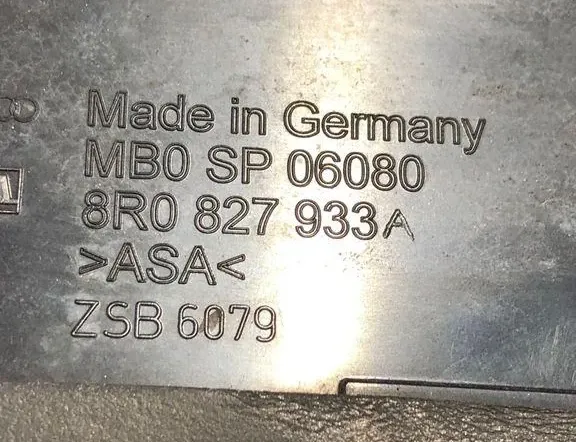 Made in Germany
MB0 SP 06080
8R0 827 933A
>ASA<
ZSB 6079